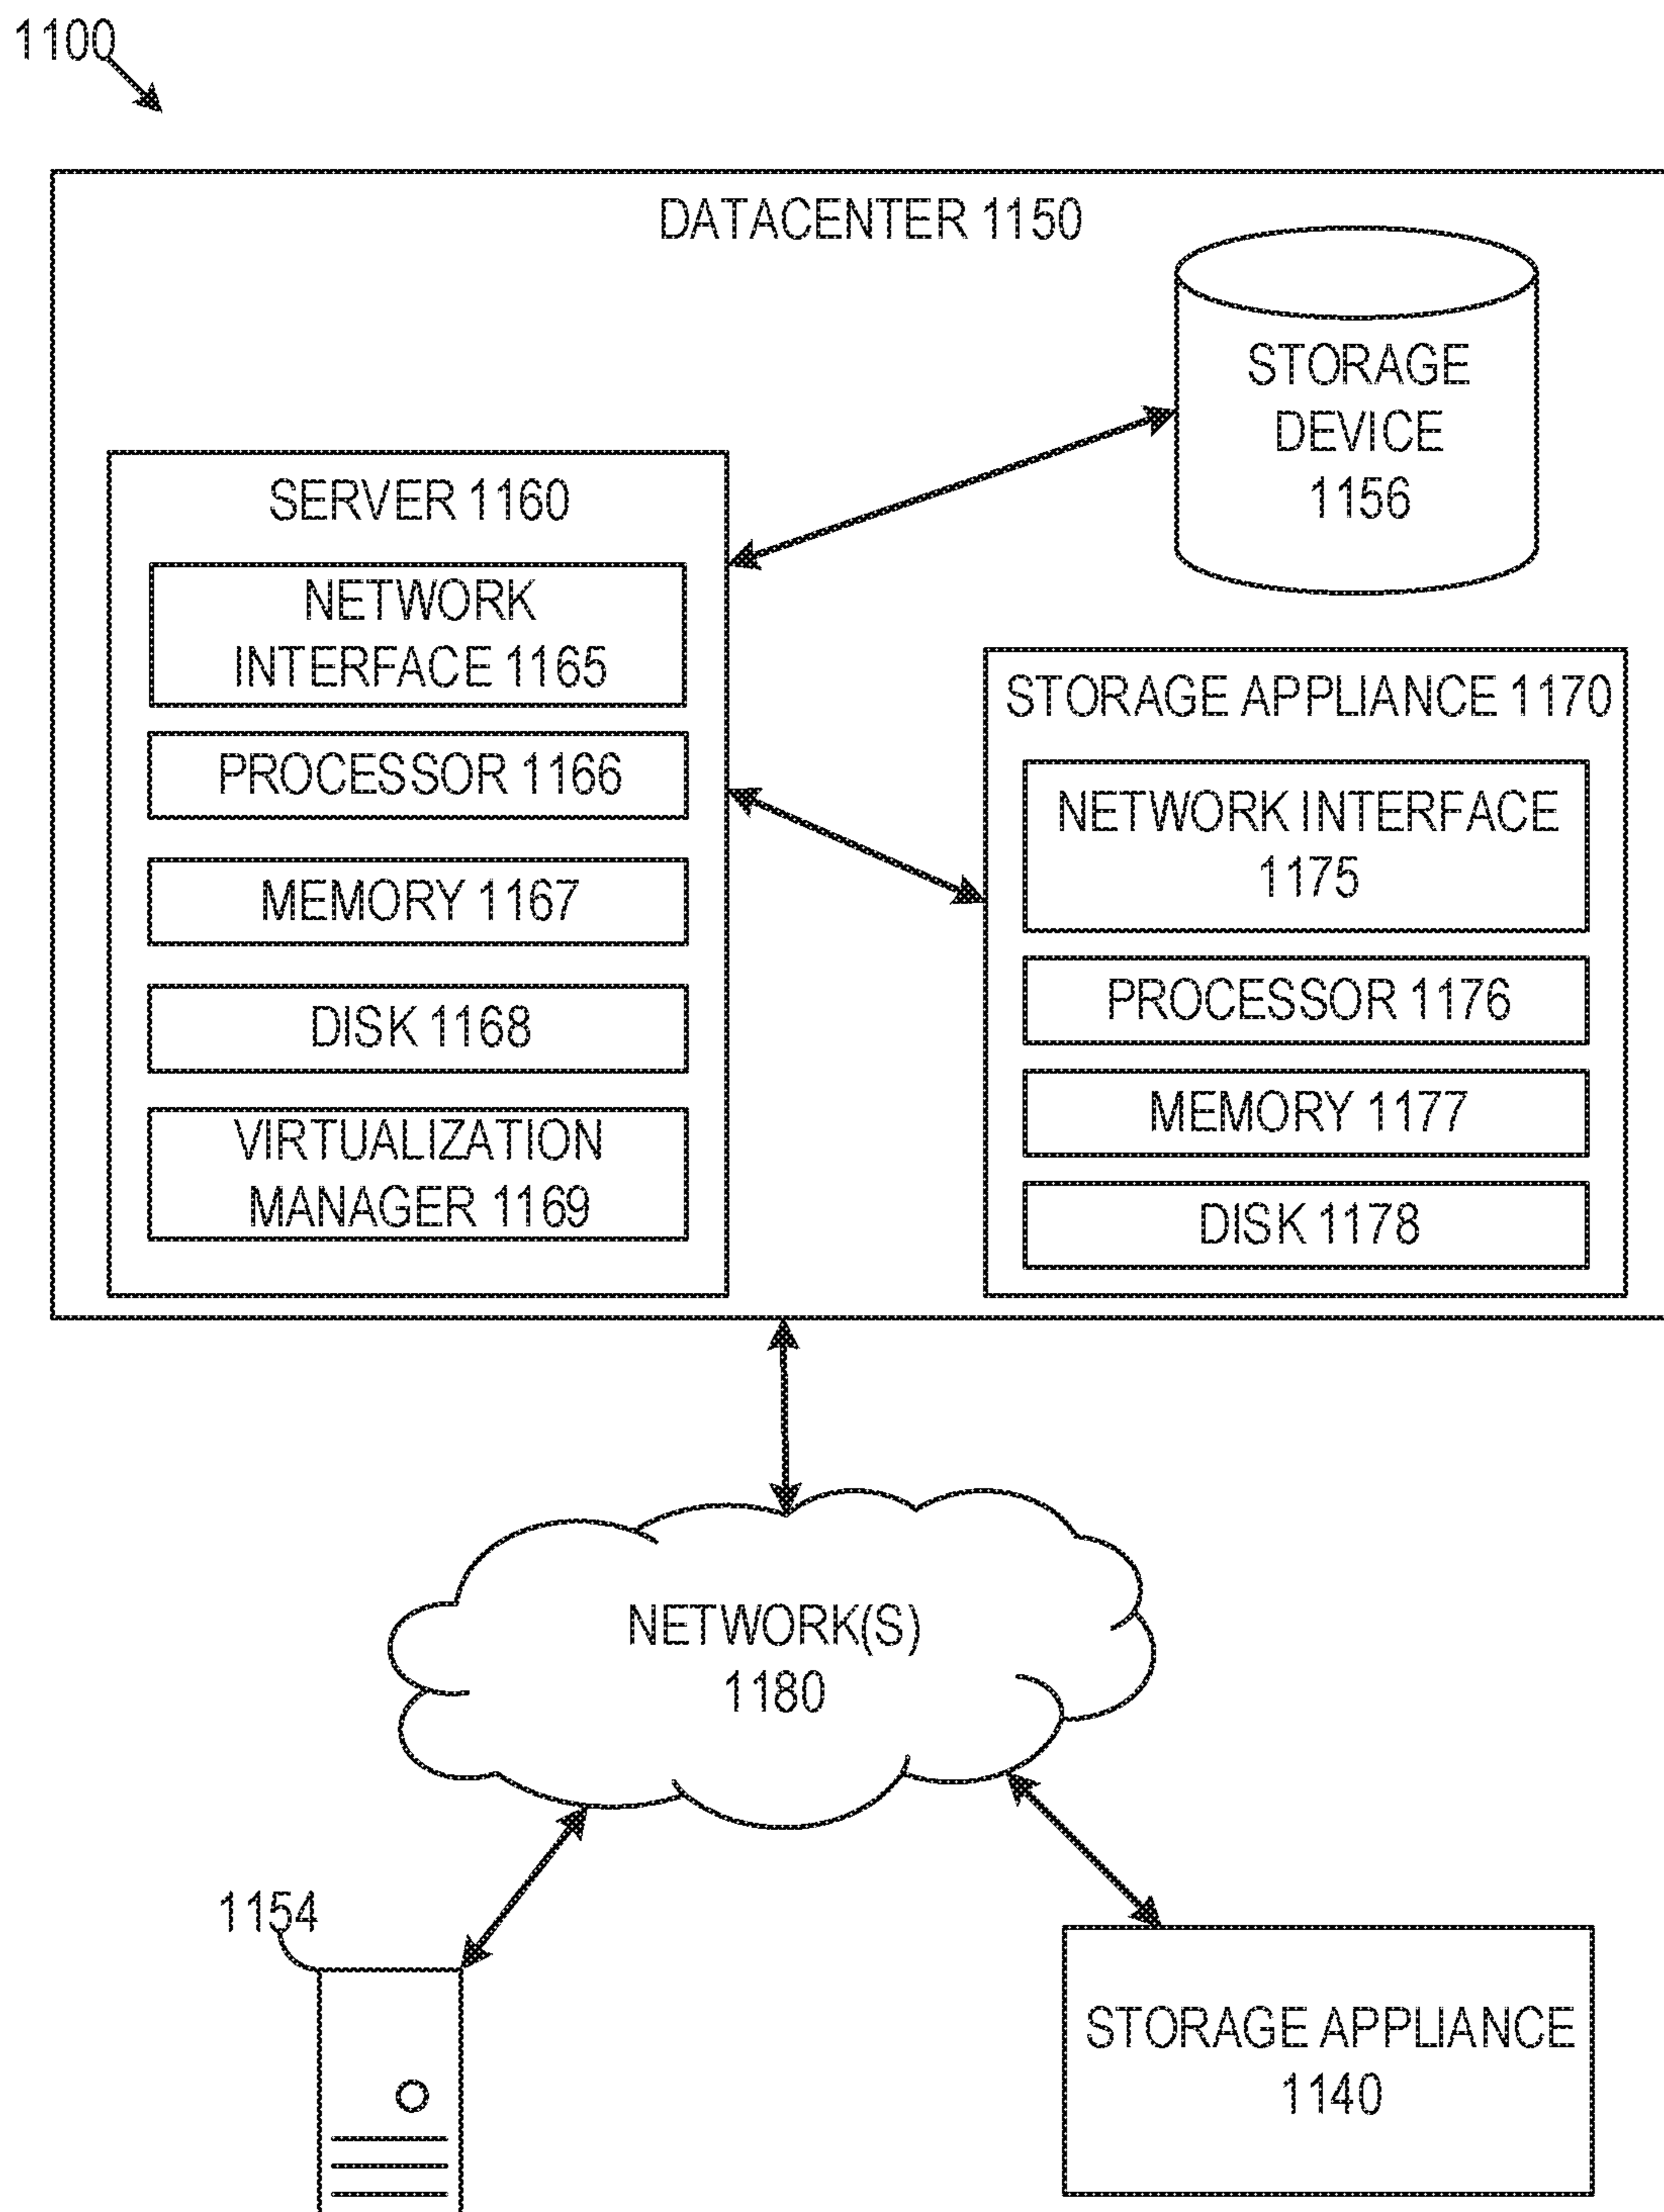 1100
DATACENTER 1150
STORAGE
DEVICE
1156
SERVER 1160
NETWORK
INTERFACE 1165
PROCESSOR 1166
MEMORY 1167
DISK 1168
VIRTUALIZATION
MANAGER 1169
STORAGE APPLIANCE 1170
NETWORK INTERFACE
1175
PROCESSOR 1176
MEMORY 1177
DISK 1178
NETWORK(S)
1180
1154
STORAGE APPLIANCE
1140